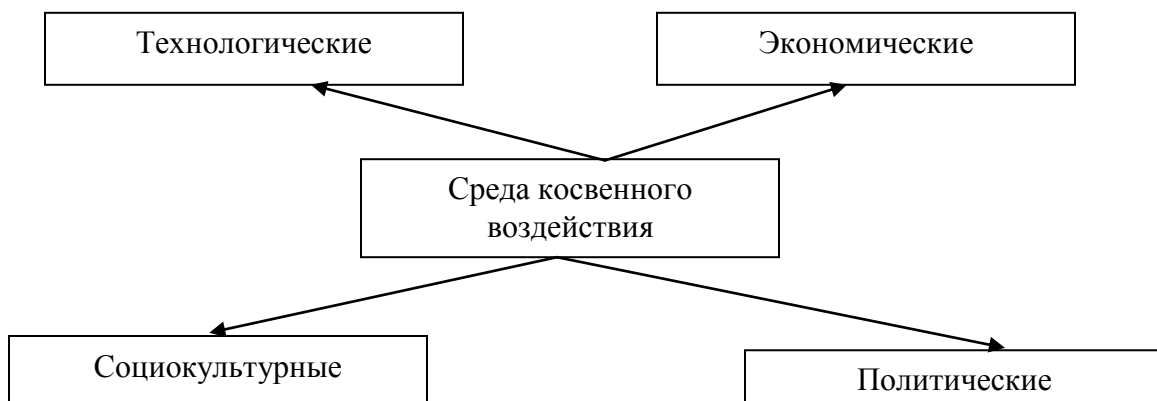 Технологические
Экономические
Среда косвенного
воздействия
Социокультурные
Политические